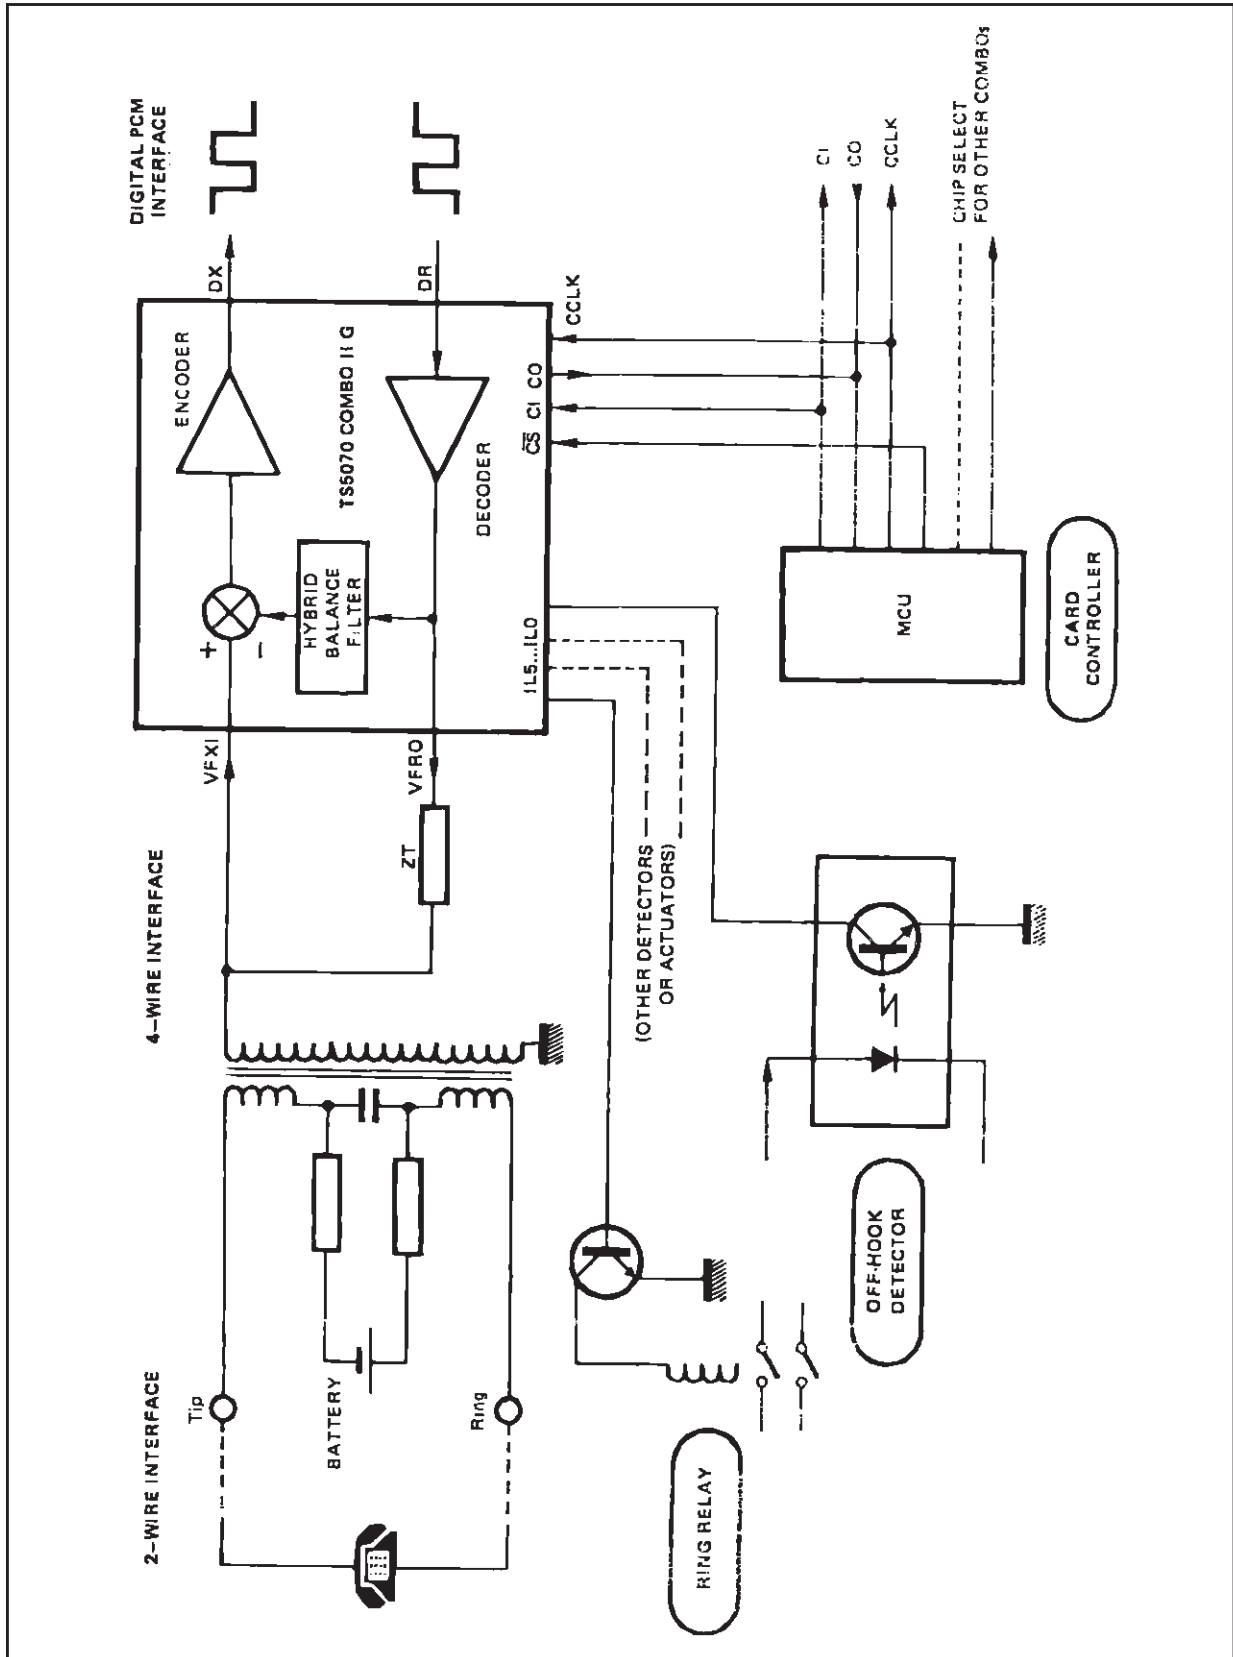 2–WIRE INTERFACE
4–WIRE INTERFACE
DIGITAL PCM
INTERFACE
Tip
BATTERY
Ring
VFXI
VFRO
ZT
+
–
HYBRID
BALANCE
FILTER
ENCODER
TS5070 COMBO II G
DECODER
DX
DR
IL5...IL0
CS
CI
CO
CCLK
(OTHER DETECTORS
OR ACTUATORS)
CI
CO
CCLK
CHIP SELECT
FOR OTHER COMBOs
MCU
CARD
CONTROLLER
RING RELAY
OFF-HOOK
DETECTOR